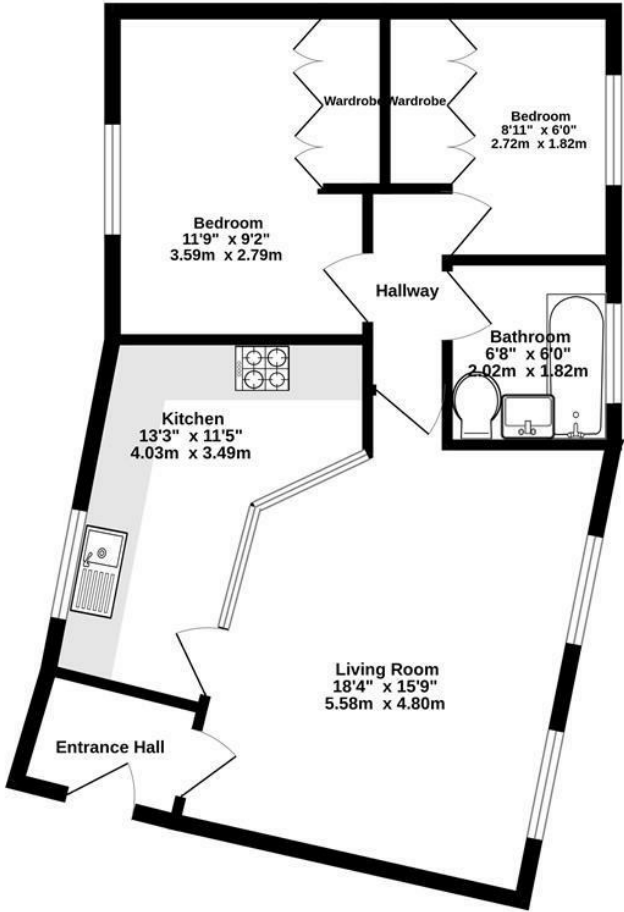 Wardrobe
Wardrobe
Bedroom
8'11" x 6'0"
2.72m x 1.82m
Bedroom
11'9" x 9'2"
3.59m x 2.79m
Hallway
Bathroom
6'8" x 6'0"
2.02m x 1.82m
Kitchen
13'3" x 11'5"
4.03m x 3.49m
Living Room
18'4" x 15'9"
5.58m x 4.80m
Entrance Hall